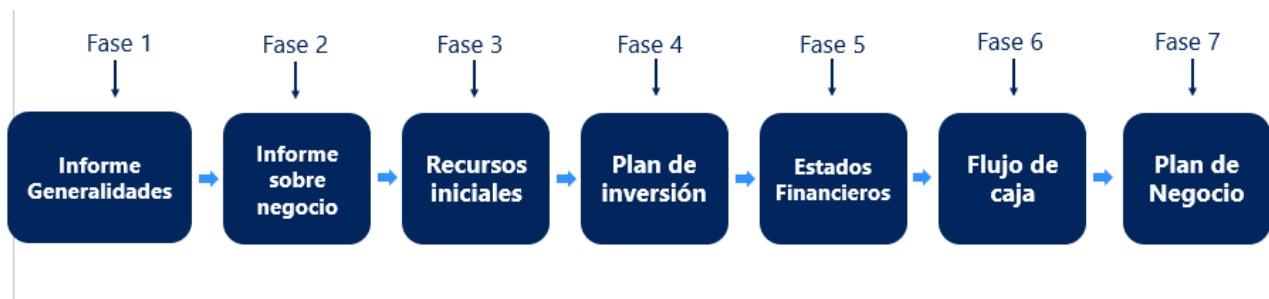 Fase 1
Fase 2
Fase 3
Fase 4
Fase 5
Fase 6
Fase 7
Informe
Generalidades
Informe
sobre
negocio
Recursos
iniciales
Plan de
inversión
Estados
Financieros
Flujo de
caja
Plan de
Negocio